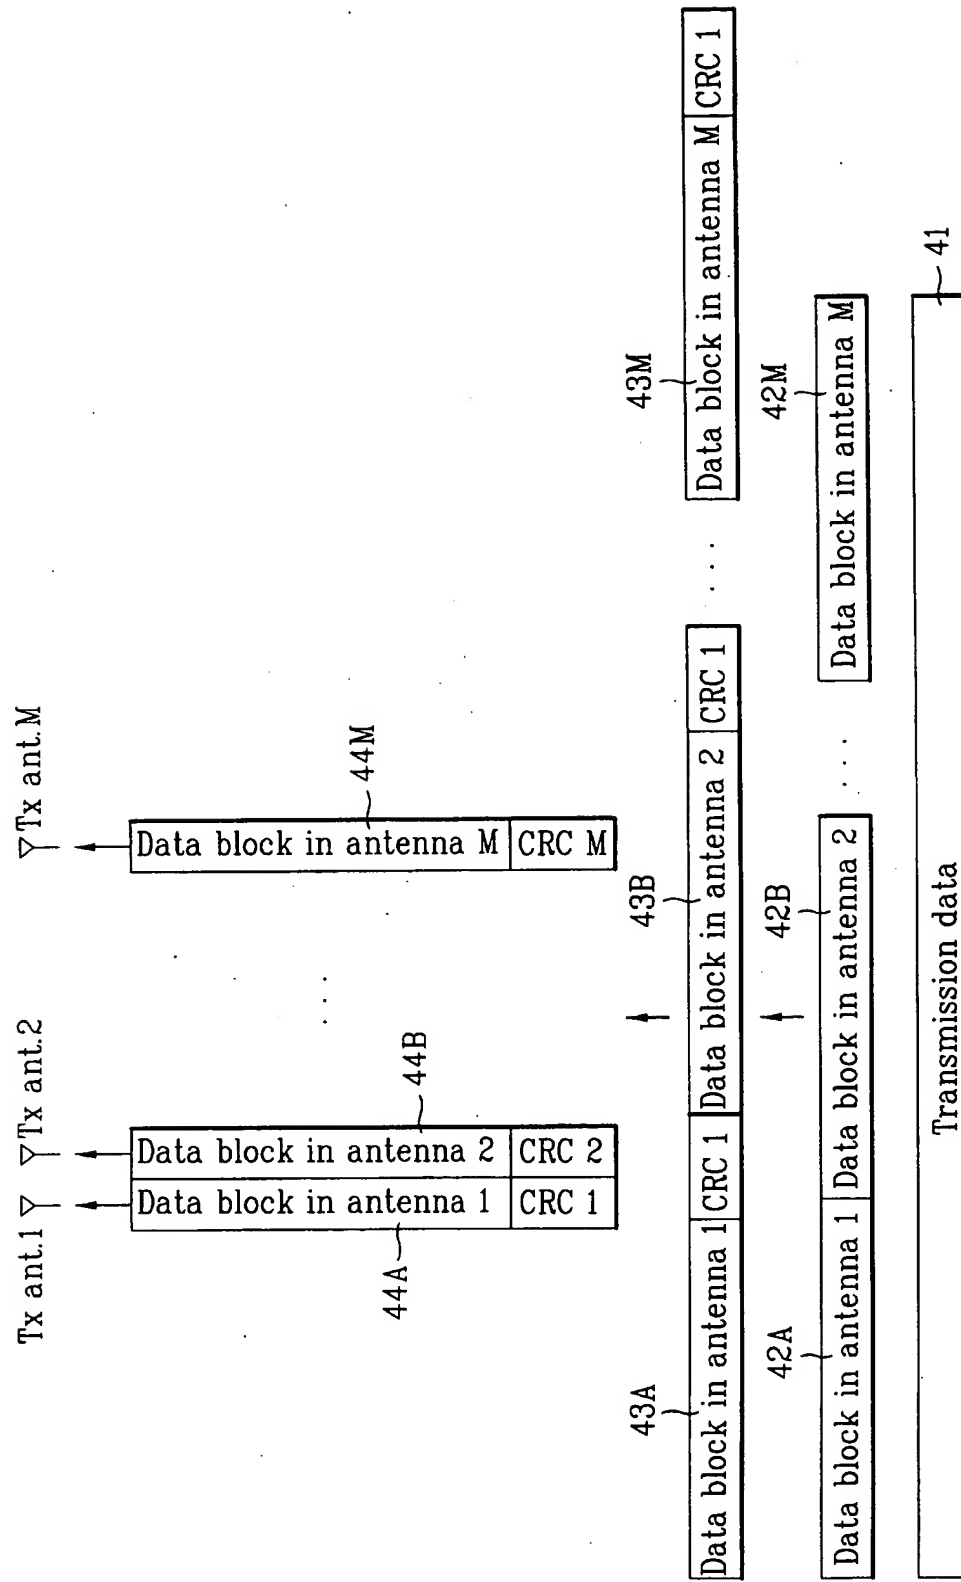 Tx ant.1
Tx ant.2
Tx ant.M
Data block in antenna 1 CRC 1
Data block in antenna 2 CRC 2
Data block in antenna M CRC M
44A
44B
. . .
44M
43A
43B
43M
Data block in antenna 1 CRC 1 Data block in antenna 2 CRC 1 . . . Data block in antenna M CRC 1
42A
42B
42M
Data block in antenna 1 Data block in antenna 2 . . . Data block in antenna M
41
Transmission data